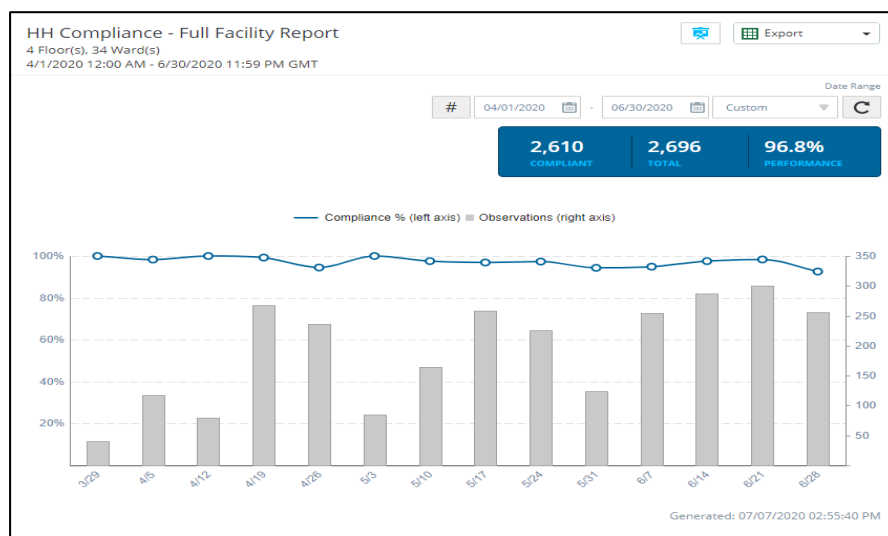 HH Compliance - Full Facility Report
4 Floor(s), 34 Ward(s)
4/1/2020 12:00 AM - 6/30/2020 11:59 PM GMT
Export
Date Range
# 04/01/2020 - 06/30/2020 Custom
2,610 2,696 96.8%
COMPLIANT TOTAL PERFORMANCE
Compliance % (left axis) Observations (right axis)
100% 350
300
80%
250
60% 200
150
40%
100
20%
50
3/29 4/5 4/12 4/19 4/26 5/3 5/10 5/17 5/24 5/31 6/7 6/14 6/21 6/28
Generated: 07/07/2020 02:55:40 PM